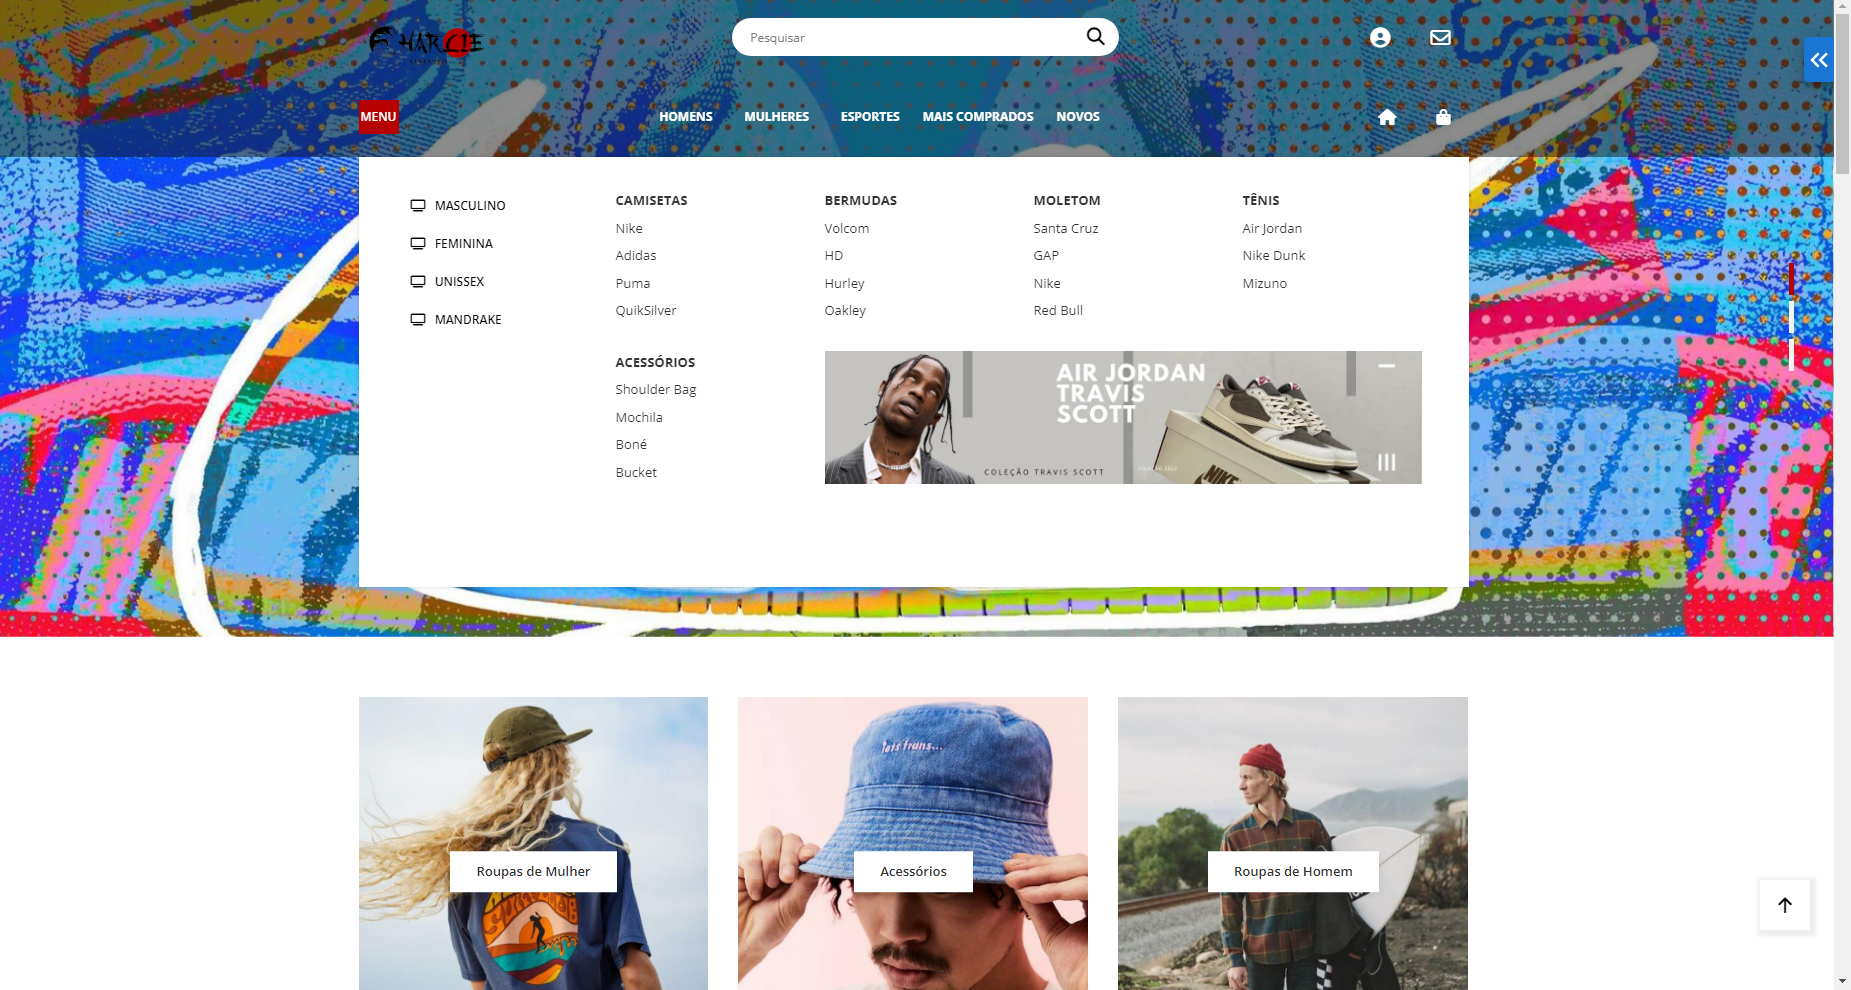 HARCIE
Pesquisar
MENU
HOMENS
MULHERES
ESPORTES
MAIS COMPRADOS
NOVOS
MASCULINO
FEMININA
UNISSEX
MANDRAKE
CAMISETAS
Nike
Adidas
Puma
QuikSilver
BERMUDAS
Volcom
HD
Hurley
Oakley
MOLETOM
Santa Cruz
GAP
Nike
Red Bull
TÊNIS
Air Jordan
Nike Dunk
Mizuno
ACESSÓRIOS
Shoulder Bag
Mochila
Boné
Bucket
AIR JORDAN
TRAVIS
SCOTT
COLEÇÃO TRAVIS SCOTT
NIKE
lets frans...
Roupas de Mulher
Acessórios
Roupas de Homem